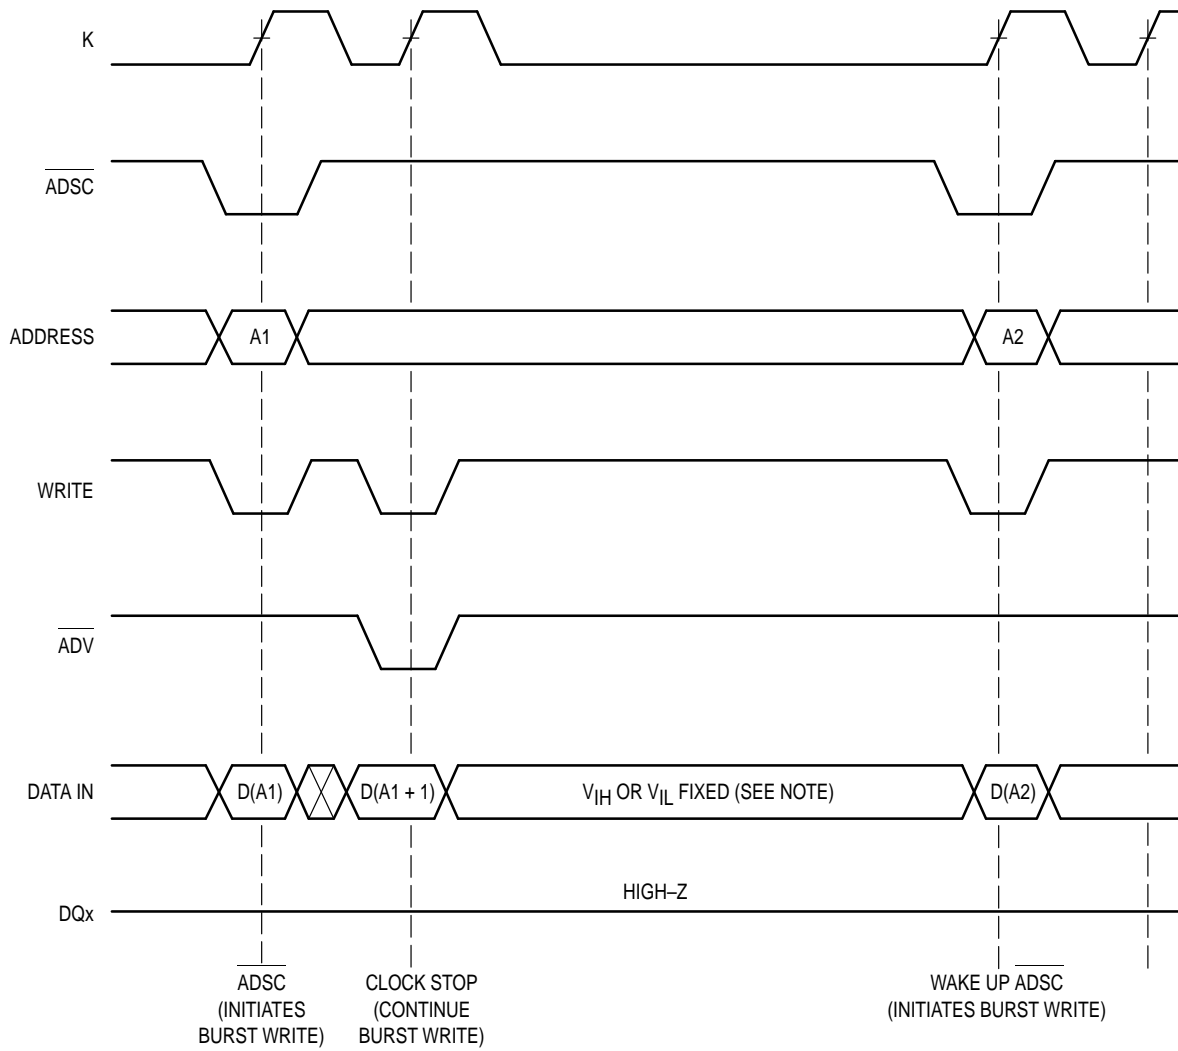 K
ADSC
ADDRESS
A1
A2
WRITE
ADV
DATA IN
D(A1)
D(A1 + 1)
VIH OR VIL FIXED (SEE NOTE)
D(A2)
HIGH–Z
DQx
ADSC
(INITIATES
BURST WRITE)
CLOCK STOP
(CONTINUE
BURST WRITE)
WAKE UP ADSC
(INITIATES BURST WRITE)